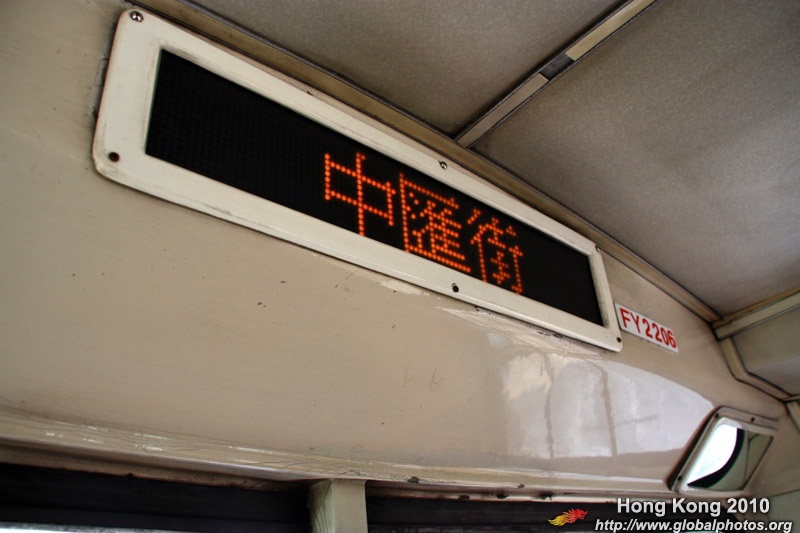 中匯街
FY2206
Hong Kong 2010
http://www.globalphotos.org